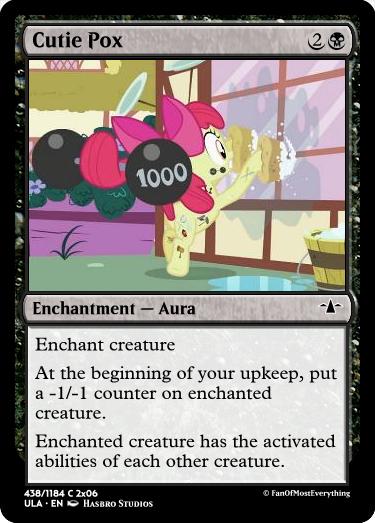 Cutie Pox 2
1000
Enchantment — Aura
Enchant creature
At the beginning of your upkeep, put
a -1/-1 counter on enchanted
creature.
Enchanted creature has the activated
abilities of each other creature.
438/1184 C 2x06
ULA • EN HASBRO STUDIOS
© FanOfMostEverything